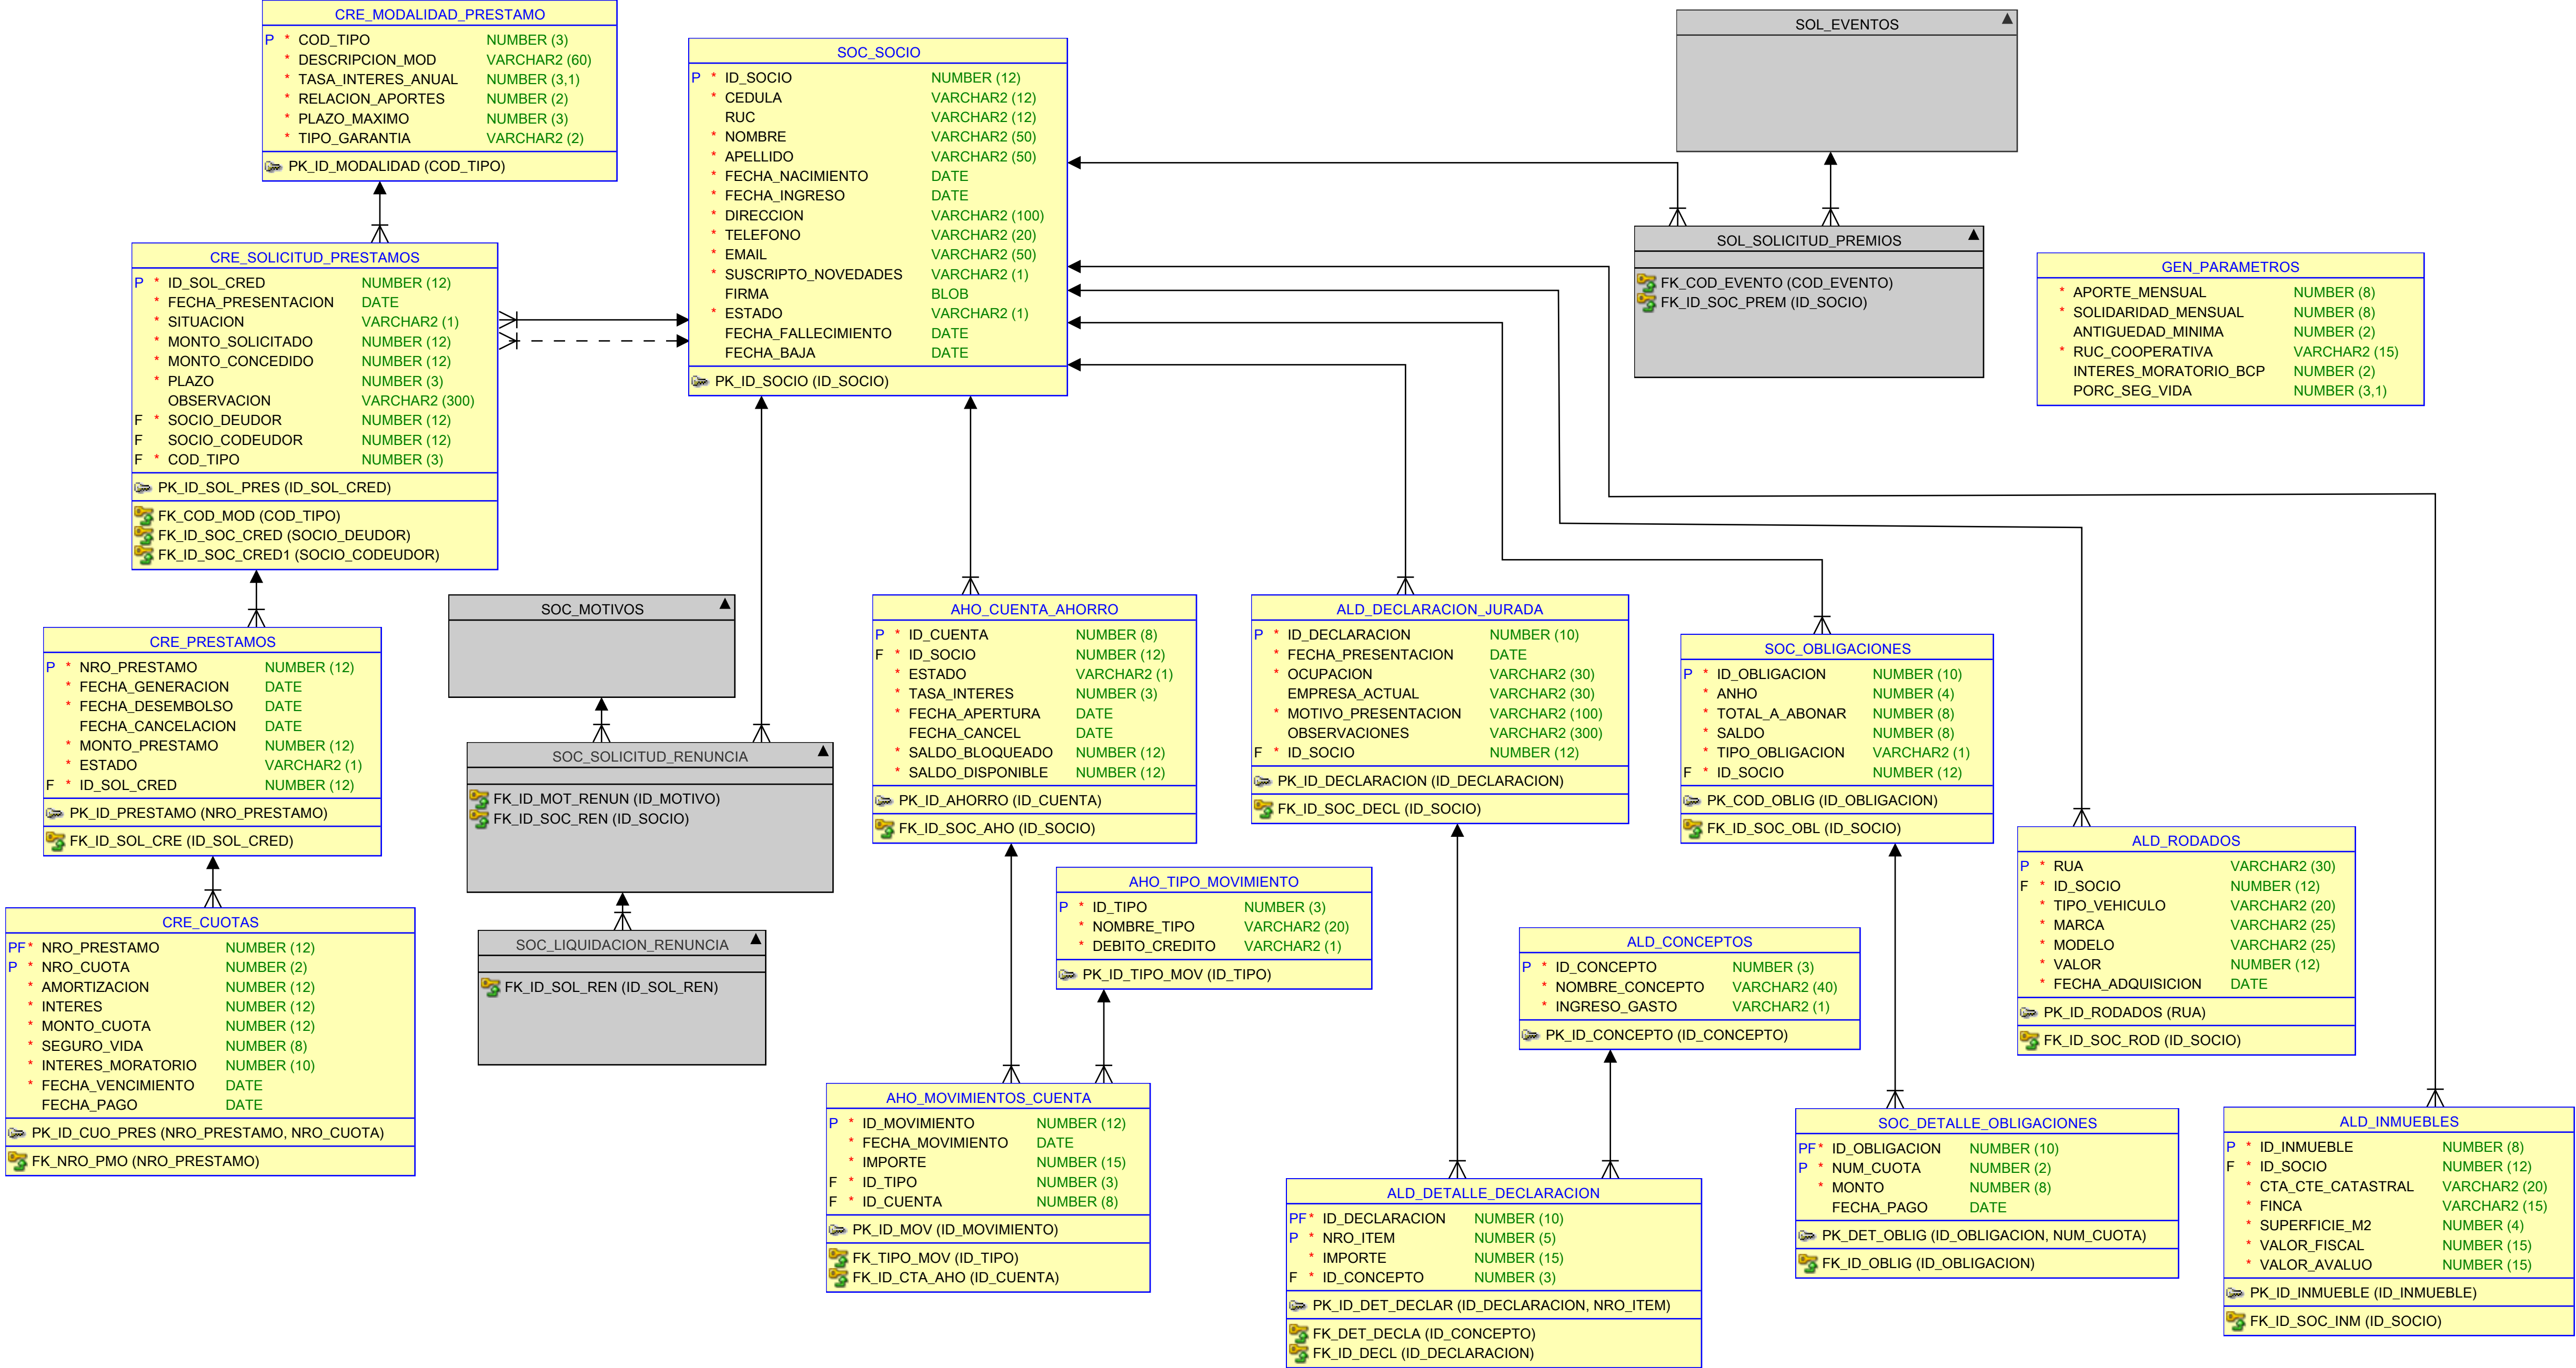 CRE_MODALIDAD_PRESTAMO
P * COD_TIPO NUMBER (3)
* DESCRIPCION_MOD VARCHAR2 (60)
* TASA_INTERES_ANUAL NUMBER (3,1)
* RELACION_APORTES NUMBER (2)
* PLAZO_MAXIMO NUMBER (3)
* TIPO_GARANTIA VARCHAR2 (2)
PK_ID_MODALIDAD (COD_TIPO)
SOC_SOCIO
P * ID_SOCIO NUMBER (12)
* CEDULA VARCHAR2 (12)
RUC VARCHAR2 (12)
* NOMBRE VARCHAR2 (50)
* APELLIDO VARCHAR2 (50)
* FECHA_NACIMIENTO DATE
* FECHA_INGRESO DATE
* DIRECCION VARCHAR2 (100)
* TELEFONO VARCHAR2 (20)
* EMAIL VARCHAR2 (50)
* SUSCRIPTO_NOVEDADES VARCHAR2 (1)
FIRMA BLOB
* ESTADO VARCHAR2 (1)
FECHA_FALLECIMIENTO DATE
FECHA_BAJA DATE
PK_ID_SOCIO (ID_SOCIO)
SOL_EVENTOS
SOL_SOLICITUD_PREMIOS
FK_COD_EVENTO (COD_EVENTO)
FK_ID_SOC_PREM (ID_SOCIO)
GEN_PARAMETROS
* APORTE_MENSUAL NUMBER (8)
* SOLIDARIDAD_MENSUAL NUMBER (8)
ANTIGUEDAD_MINIMA NUMBER (2)
* RUC_COOPERATIVA VARCHAR2 (15)
INTERES_MORATORIO_BCP NUMBER (2)
PORC_SEG_VIDA NUMBER (3,1)
CRE_SOLICITUD_PRESTAMOS
P * ID_SOL_CRED NUMBER (12)
* FECHA_PRESENTACION DATE
* SITUACION VARCHAR2 (1)
* MONTO_SOLICITADO NUMBER (12)
* MONTO_CONCEDIDO NUMBER (12)
* PLAZO NUMBER (3)
OBSERVACION VARCHAR2 (300)
F * SOCIO_DEUDOR NUMBER (12)
F SOCIO_CODEUDOR NUMBER (12)
F * COD_TIPO NUMBER (3)
PK_ID_SOL_PRES (ID_SOL_CRED)
FK_COD_MOD (COD_TIPO)
FK_ID_SOC_CRED (SOCIO_DEUDOR)
FK_ID_SOC_CRED1 (SOCIO_CODEUDOR)
CRE_PRESTAMOS
P * NRO_PRESTAMO NUMBER (12)
* FECHA_GENERACION DATE
* FECHA_DESEMBOLSO DATE
FECHA_CANCELACION DATE
* MONTO_PRESTAMO NUMBER (12)
* ESTADO VARCHAR2 (1)
F * ID_SOL_CRED NUMBER (12)
PK_ID_PRESTAMO (NRO_PRESTAMO)
FK_ID_SOL_CRE (ID_SOL_CRED)
CRE_CUOTAS
PF * NRO_PRESTAMO NUMBER (12)
P * NRO_CUOTA NUMBER (2)
* AMORTIZACION NUMBER (12)
* INTERES NUMBER (12)
* MONTO_CUOTA NUMBER (12)
* SEGURO_VIDA NUMBER (8)
* INTERES_MORATORIO NUMBER (10)
* FECHA_VENCIMIENTO DATE
FECHA_PAGO DATE
PK_ID_CUO_PRES (NRO_PRESTAMO, NRO_CUOTA)
FK_NRO_PMO (NRO_PRESTAMO)
SOC_MOTIVOS
SOC_SOLICITUD_RENUNCIA
FK_ID_MOT_RENUN (ID_MOTIVO)
FK_ID_SOC_REN (ID_SOCIO)
SOC_LIQUIDACION_RENUNCIA
FK_ID_SOL_REN (ID_SOL_REN)
AHO_CUENTA_AHORRO
P * ID_CUENTA NUMBER (8)
F * ID_SOCIO NUMBER (12)
* ESTADO VARCHAR2 (1)
* TASA_INTERES NUMBER (3)
* FECHA_APERTURA DATE
FECHA_CANCEL DATE
* SALDO_BLOQUEADO NUMBER (12)
* SALDO_DISPONIBLE NUMBER (12)
PK_ID_AHORRO (ID_CUENTA)
FK_ID_SOC_AHO (ID_SOCIO)
AHO_TIPO_MOVIMIENTO
P * ID_TIPO NUMBER (3)
* NOMBRE_TIPO VARCHAR2 (20)
* DEBITO_CREDITO VARCHAR2 (1)
PK_ID_TIPO_MOV (ID_TIPO)
AHO_MOVIMIENTOS_CUENTA
P * ID_MOVIMIENTO NUMBER (12)
* FECHA_MOVIMIENTO DATE
* IMPORTE NUMBER (15)
F * ID_TIPO NUMBER (3)
F * ID_CUENTA NUMBER (8)
PK_ID_MOV (ID_MOVIMIENTO)
FK_TIPO_MOV (ID_TIPO)
FK_ID_CTA_AHO (ID_CUENTA)
ALD_DECLARACION_JURADA
P * ID_DECLARACION NUMBER (10)
* FECHA_PRESENTACION DATE
* OCUPACION VARCHAR2 (30)
EMPRESA_ACTUAL VARCHAR2 (30)
* MOTIVO_PRESENTACION VARCHAR2 (100)
OBSERVACIONES VARCHAR2 (300)
F * ID_SOCIO NUMBER (12)
PK_ID_DECLARACION (ID_DECLARACION)
FK_ID_SOC_DECL (ID_SOCIO)
ALD_CONCEPTOS
P * ID_CONCEPTO NUMBER (3)
* NOMBRE_CONCEPTO VARCHAR2 (40)
* INGRESO_GASTO VARCHAR2 (1)
PK_ID_CONCEPTO (ID_CONCEPTO)
ALD_DETALLE_DECLARACION
PF * ID_DECLARACION NUMBER (10)
P * NRO_ITEM NUMBER (5)
* IMPORTE NUMBER (15)
F * ID_CONCEPTO NUMBER (3)
PK_ID_DET_DECLAR (ID_DECLARACION, NRO_ITEM)
FK_DET_DECLA (ID_CONCEPTO)
FK_ID_DECL (ID_DECLARACION)
SOC_OBLIGACIONES
P * ID_OBLIGACION NUMBER (10)
* ANHO NUMBER (4)
* TOTAL_A_ABONAR NUMBER (8)
* SALDO NUMBER (8)
* TIPO_OBLIGACION VARCHAR2 (1)
F * ID_SOCIO NUMBER (12)
PK_COD_OBLIG (ID_OBLIGACION)
FK_ID_SOC_OBL (ID_SOCIO)
SOC_DETALLE_OBLIGACIONES
PF * ID_OBLIGACION NUMBER (10)
P * NUM_CUOTA NUMBER (2)
* MONTO NUMBER (8)
FECHA_PAGO DATE
PK_DET_OBLIG (ID_OBLIGACION, NUM_CUOTA)
FK_ID_OBLIG (ID_OBLIGACION)
ALD_RODADOS
P * RUA VARCHAR2 (30)
F * ID_SOCIO NUMBER (12)
* TIPO_VEHICULO VARCHAR2 (20)
* MARCA VARCHAR2 (25)
* MODELO VARCHAR2 (25)
* VALOR NUMBER (12)
* FECHA_ADQUISICION DATE
PK_ID_RODADOS (RUA)
FK_ID_SOC_ROD (ID_SOCIO)
ALD_INMUEBLES
P * ID_INMUEBLE NUMBER (8)
F * ID_SOCIO NUMBER (12)
* CTA_CTE_CATASTRAL VARCHAR2 (20)
* FINCA VARCHAR2 (15)
* SUPERFICIE_M2 NUMBER (4)
* VALOR_FISCAL NUMBER (15)
* VALOR_AVALUO NUMBER (15)
PK_ID_INMUEBLE (ID_INMUEBLE)
FK_ID_SOC_INM (ID_SOCIO)